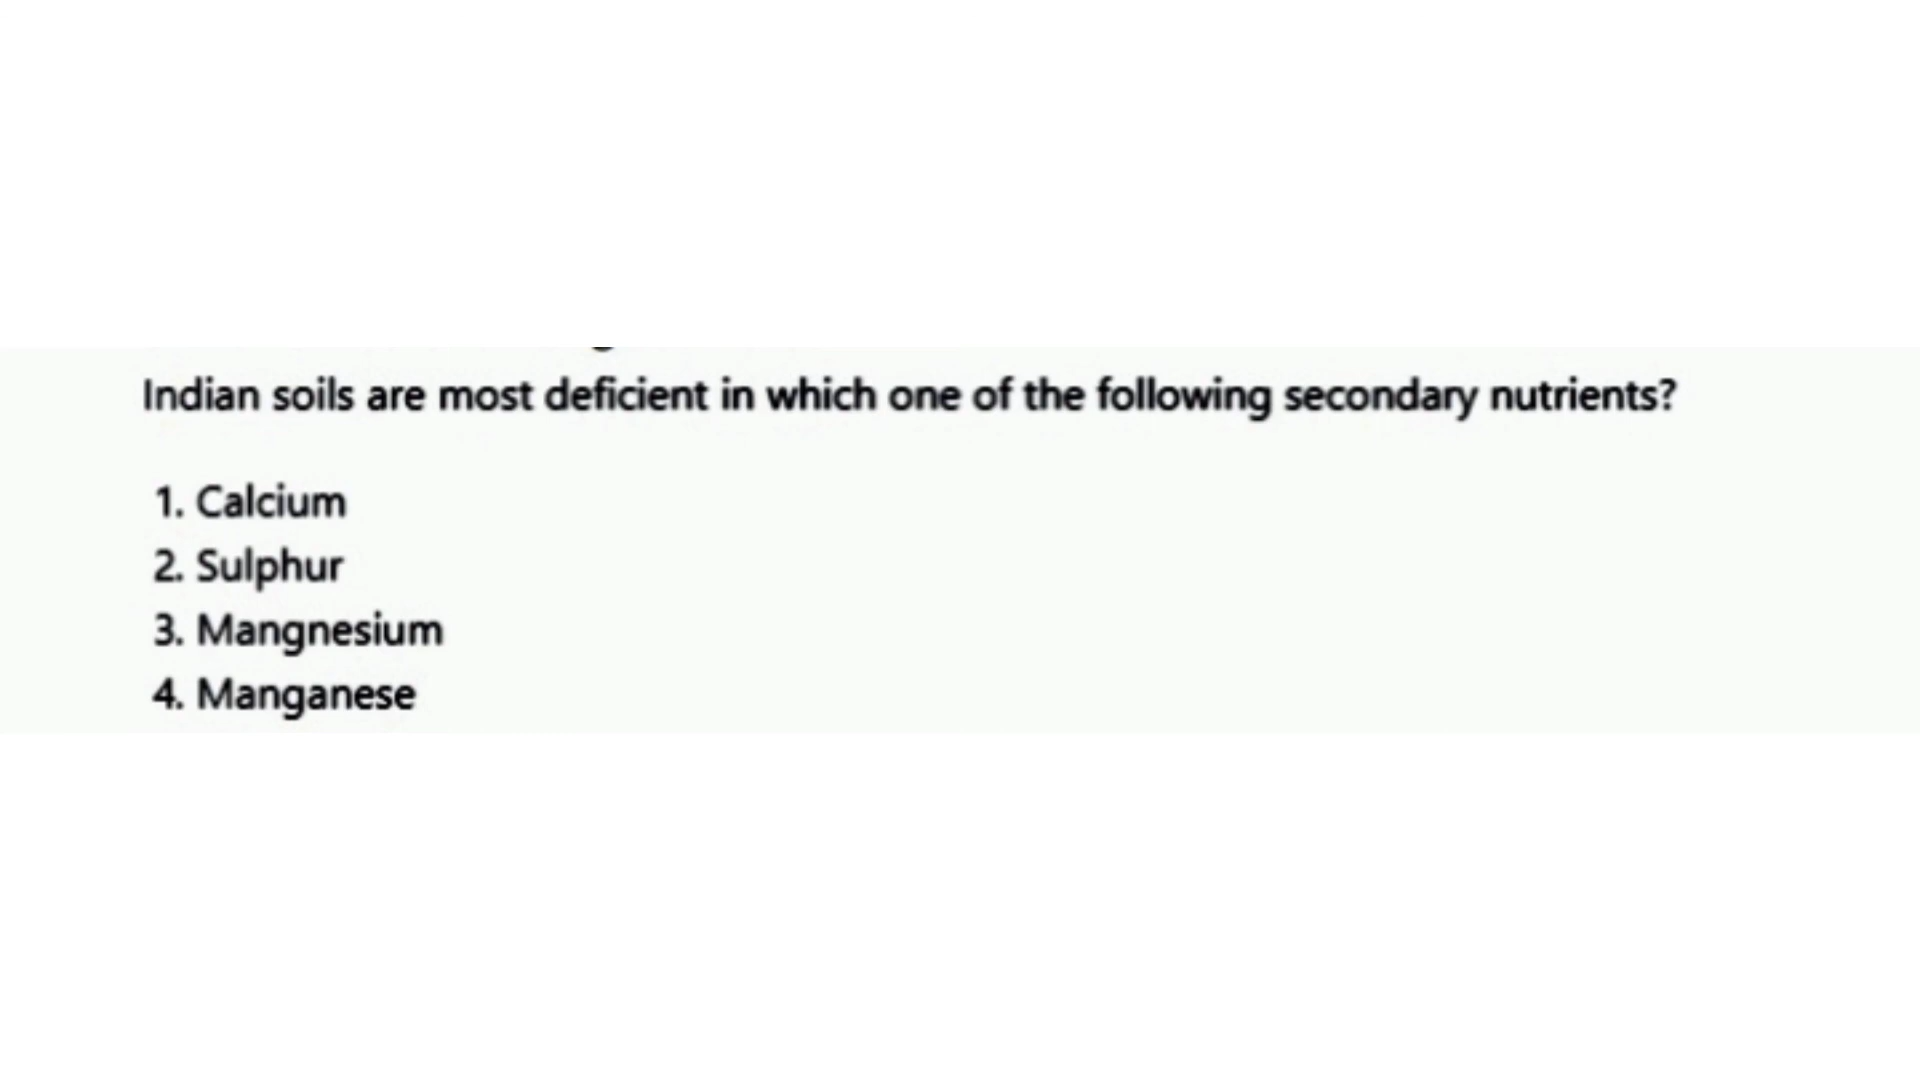 Indian soils are most deficient in which one of the following secondary nutrients?
1. Calcium
2. Sulphur
3. Mangnesium
4. Manganese